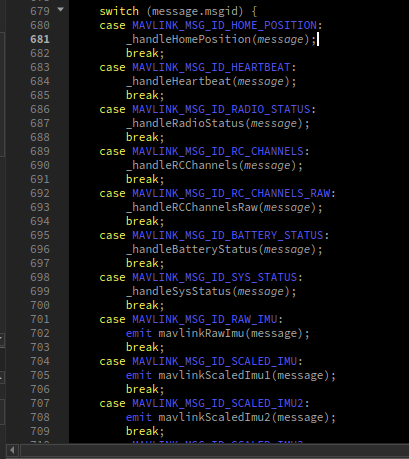 679 switch (message.msgid) {
680 case MAVLINK_MSG_ID_HOME_POSITION:
681 _handleHomePosition(message);
682 break;
683 case MAVLINK_MSG_ID_HEARTBEAT:
684 _handleHeartbeat(message);
685 break;
686 case MAVLINK_MSG_ID_RADIO_STATUS:
687 _handleRadioStatus(message);
688 break;
689 case MAVLINK_MSG_ID_RC_CHANNELS:
690 _handleRCChannels(message);
691 break;
692 case MAVLINK_MSG_ID_RC_CHANNELS_RAW:
693 _handleRCChannelsRaw(message);
694 break;
695 case MAVLINK_MSG_ID_BATTERY_STATUS:
696 _handleBatteryStatus(message);
697 break;
698 case MAVLINK_MSG_ID_SYS_STATUS:
699 _handleSysStatus(message);
700 break;
701 case MAVLINK_MSG_ID_RAW_IMU:
702 emit mavlinkRawImu(message);
703 break;
704 case MAVLINK_MSG_ID_SCALED_IMU:
705 emit mavlinkScaledImu1(message);
706 break;
707 case MAVLINK_MSG_ID_SCALED_IMU2:
708 emit mavlinkScaledImu2(message);
709 break;